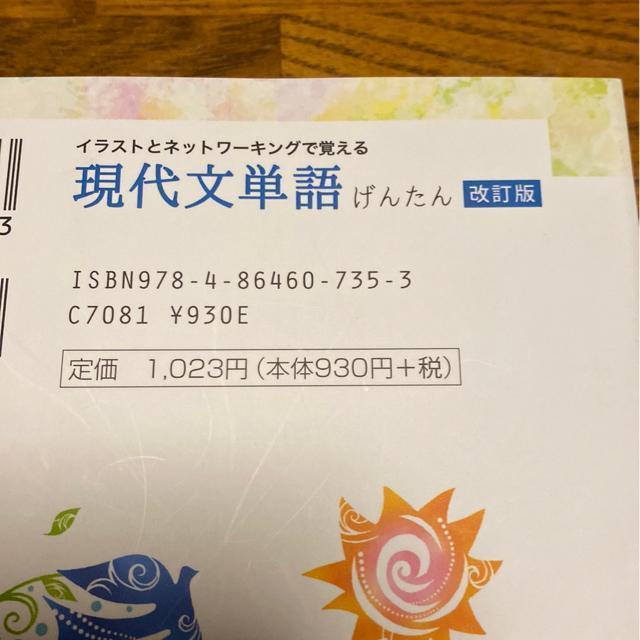 イラストとネットワーキングで覚える
現代文単語 げんたん 改訂版
3
ISBN978-4-86460-735-3
C7081 ¥930E
定価 1,023円(本体930円+税)